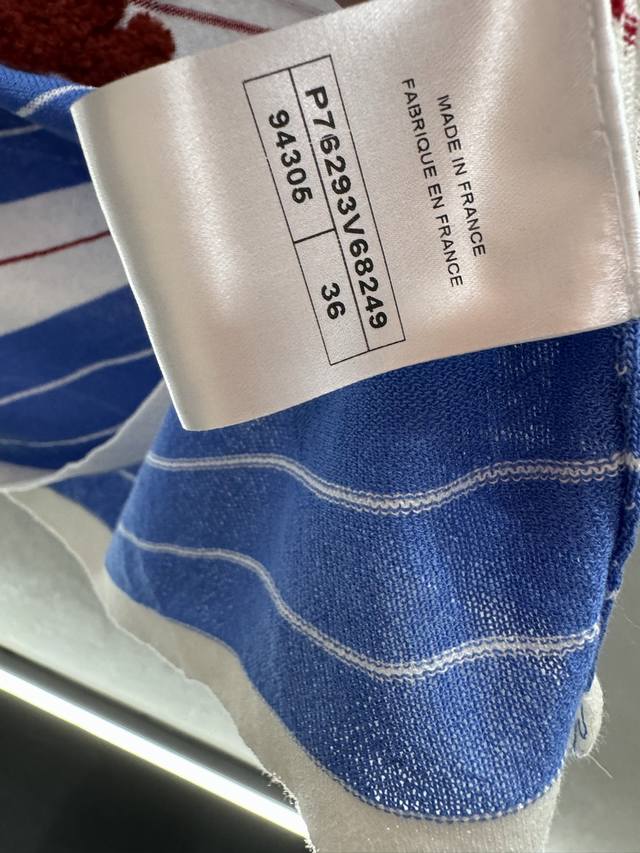 MADE IN FRANCE
FABRIQUE EN FRANCE
P76293V68249
94305 36